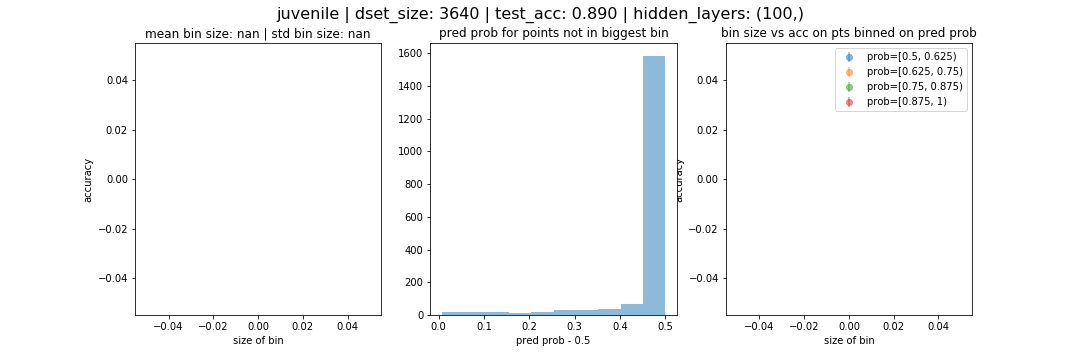 juvenile | dset_size: 3640 | test_acc: 0.890 | hidden_layers: (100,)
mean bin size: nan | std bin size: nan
accuracy
0.04
0.02
0.00
−0.02
−0.04
−0.04
−0.02
0.00
0.02
0.04
size of bin
pred prob for points not in biggest bin
1600
1400
1200
1000
800
600
400
200
0
0.0
0.1
0.2
0.3
0.4
0.5
pred prob - 0.5
bin size vs acc on pts binned on pred prob
accuracy
0.04
0.02
0.00
−0.02
−0.04
prob=[0.5, 0.625)
prob=[0.625, 0.75)
prob=[0.75, 0.875)
prob=[0.875, 1)
−0.04
−0.02
0.00
0.02
0.04
size of bin